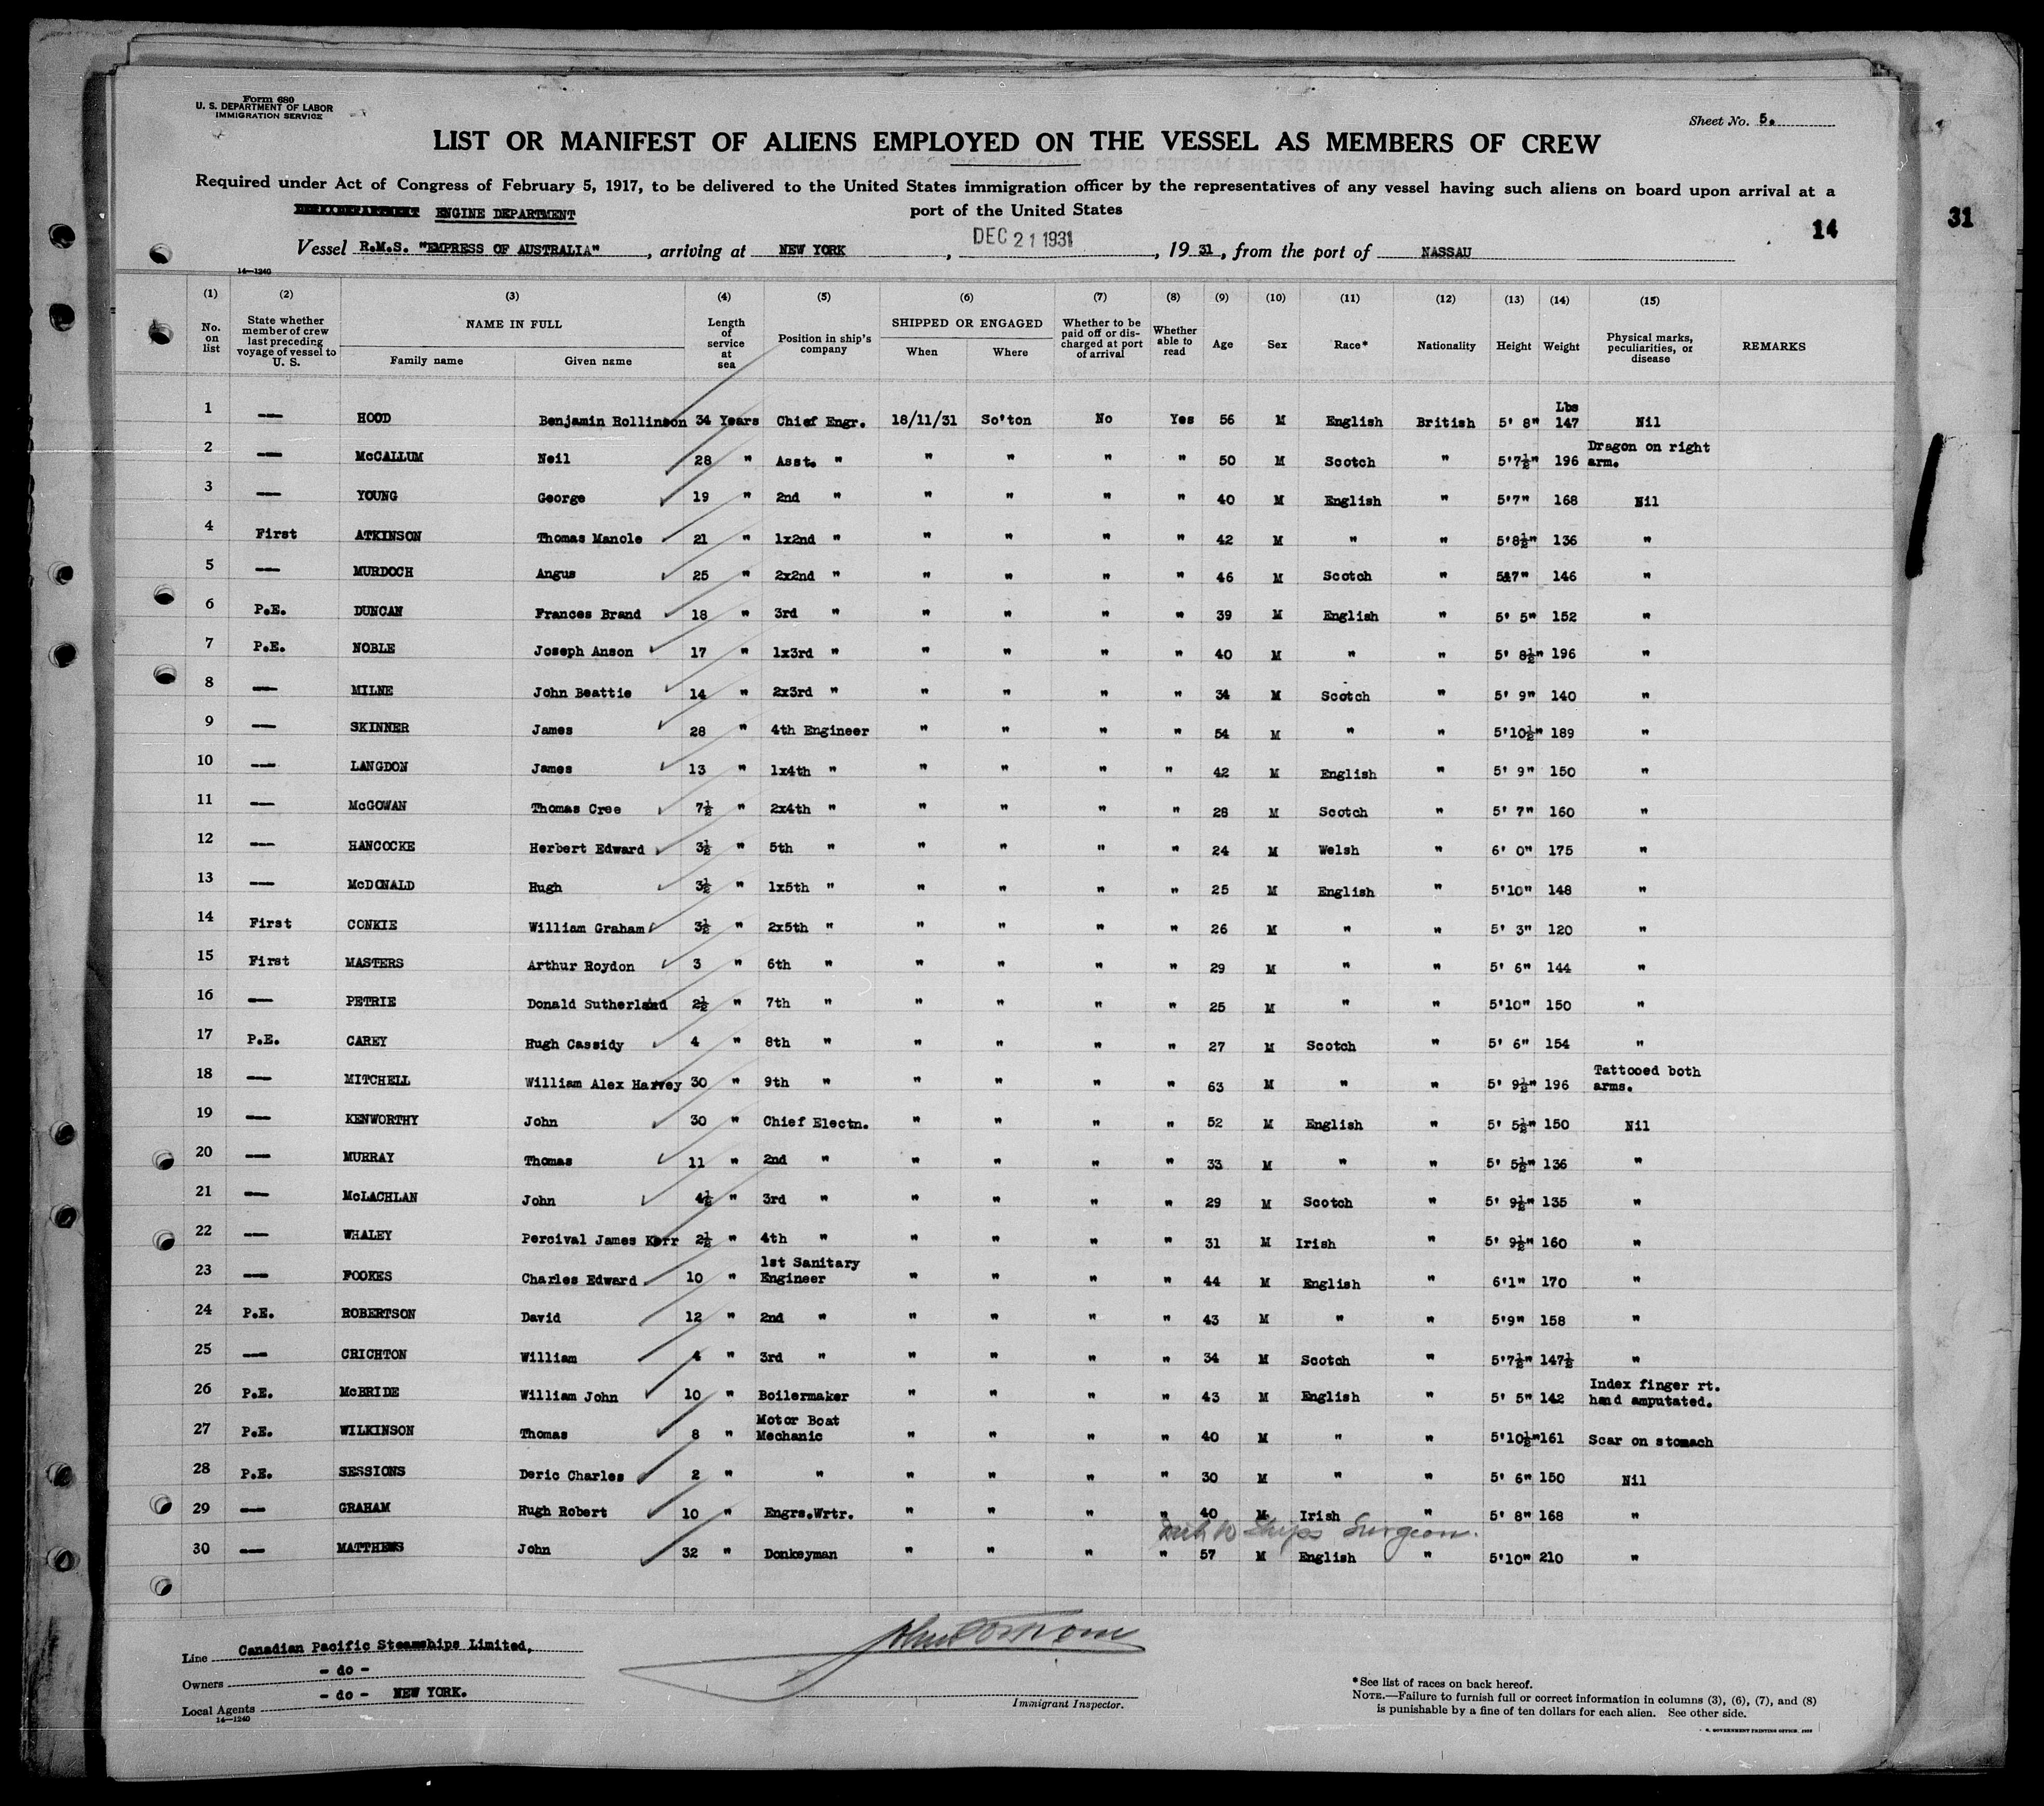 Form 680
U. S. DEPARTMENT OF LABOR
IMMIGRATION SERVICE
Sheet No. 5.
LIST OR MANIFEST OF ALIENS EMPLOYED ON THE VESSEL AS MEMBERS OF CREW
Required under Act of Congress of February 5, 1917, to be delivered to the United States immigration officer by the representatives of any vessel having such aliens on board upon arrival at a
port of the United States
ENGINE DEPARTMENT
14
31
Vessel R.M.S. "EMPRESS OF AUSTRALIA", arriving at NEW YORK, DEC 21 1931, 1931, from the port of NASSAU
14—1240
(1) (2) (3) (4) (5) (6) (7) (8) (9) (10) (11) (12) (13) (14) (15)
No. on list State whether member of crew last preceding voyage of vessel to U. S. NAME IN FULL Family name Given name Length of service at sea Position in ship's company SHIPPED OR ENGAGED When Where Whether to be paid off or discharged at port of arrival Whether able to read Age Sex Race* Nationality Height Weight Physical marks, peculiarities, or disease REMARKS
1 — HOOD Benjamin Rollinson 34 Years Chief Engr. 18/11/31 So'ton No Yes 56 M English British 5' 8" Lbs 147 Nil
2 — McCALLUM Neil 28 " Asst. " " " " " 50 M Scotch " 5'7½" 196 Dragon on right arm.
3 — YOUNG George 19 " 2nd " " " " " 40 M English " 5'7" 168 Nil
4 First ATKINSON Thomas Manole 21 " 1x2nd " " " " " 42 M " " 5'8½" 136 "
5 — MURDOCH Angus 25 " 2x2nd " " " " " 46 M Scotch " 5'7" 146 "
6 P.E. DUNCAN Frances Brand 18 " 3rd " " " " " 39 M English " 5' 5" 152 "
7 P.E. NOBLE Joseph Anson 17 " 1x3rd " " " " " 40 M " " 5' 8½" 196 "
8 — MILNE John Beattie 14 " 2x3rd " " " " " 34 M Scotch " 5' 9" 140 "
9 — SKINNER James 28 " 4th Engineer " " " " 54 M " " 5'10½" 189 "
10 — LANGDON James 13 " 1x4th " " " " " 42 M English " 5' 9" 150 "
11 — McGOWAN Thomas Cree 7½ " 2x4th " " " " " 28 M Scotch " 5' 7" 160 "
12 — HANCOCKE Herbert Edward 3½ " 5th " " " " " 24 M Welsh " 6' 0" 175 "
13 — McDONALD Hugh 3½ " 1x5th " " " " " 25 M English " 5'10" 148 "
14 First CONKIE William Graham 3½ " 2x5th " " " " " 26 M " " 5' 3" 120 "
15 First MASTERS Arthur Roydon 3 " 6th " " " " " 29 M " " 5' 6" 144 "
16 — PETRIE Donald Sutherland 2½ " 7th " " " " " 25 M " " 5'10" 150 "
17 P.E. CAREY Hugh Cassidy 4 " 8th " " " " " 27 M Scotch " 5' 6" 154 "
18 — MITCHELL William Alex Harvey 30 " 9th " " " " " 63 M " " 5' 9½" 196 Tattooed both arms.
19 — KENWORTHY John 30 " Chief Electn. " " " " 52 M English " 5' 5½" 150 Nil
20 — MURRAY Thomas 11 " 2nd " " " " " 33 M " " 5' 5½" 136 "
21 — McLACHLAN John 4½ " 3rd " " " " " 29 M Scotch " 5' 9½" 135 "
22 — WHALEY Percival James Kerr 2½ " 4th " " " " " 31 M Irish " 5' 9½" 160 "
23 — FOOKES Charles Edward 10 " 1st Sanitary Engineer " " " " 44 M English " 6'1" 170 "
24 P.E. ROBERTSON David 12 " 2nd " " " " " 43 M " " 5'9" 158 "
25 — CRICHTON William 4 " 3rd " " " " " 34 M Scotch " 5'7½" 147½ "
26 P.E. McBRIDE William John 10 " Boilermaker " " " " 43 M English " 5' 5" 142 Index finger rt. hand amputated.
27 P.E. WILKINSON Thomas 8 " Motor Boat Mechanic " " " " 40 M " " 5'10½" 161 Scar on stomach
28 P.E. SESSIONS Deric Charles 2 " " " " " " 30 M " " 5' 6" 150 Nil
29 — GRAHAM Hugh Robert 10 " Engrs.Wrtr. " " " " 40 M Irish " 5' 8" 168 "
Ships Surgeon.
30 — MATTHEWS John 32 " Donkeyman " " " " 57 M English " 5'10" 210 "
Line Canadian Pacific Steamships Limited,
Owners - do -
Local Agents - do - NEW YORK.
14—1240
Immigrant Inspector.
*See list of races on back hereof.
NOTE.—Failure to furnish full or correct information in columns (3), (6), (7), and (8)
is punishable by a fine of ten dollars for each alien. See other side.